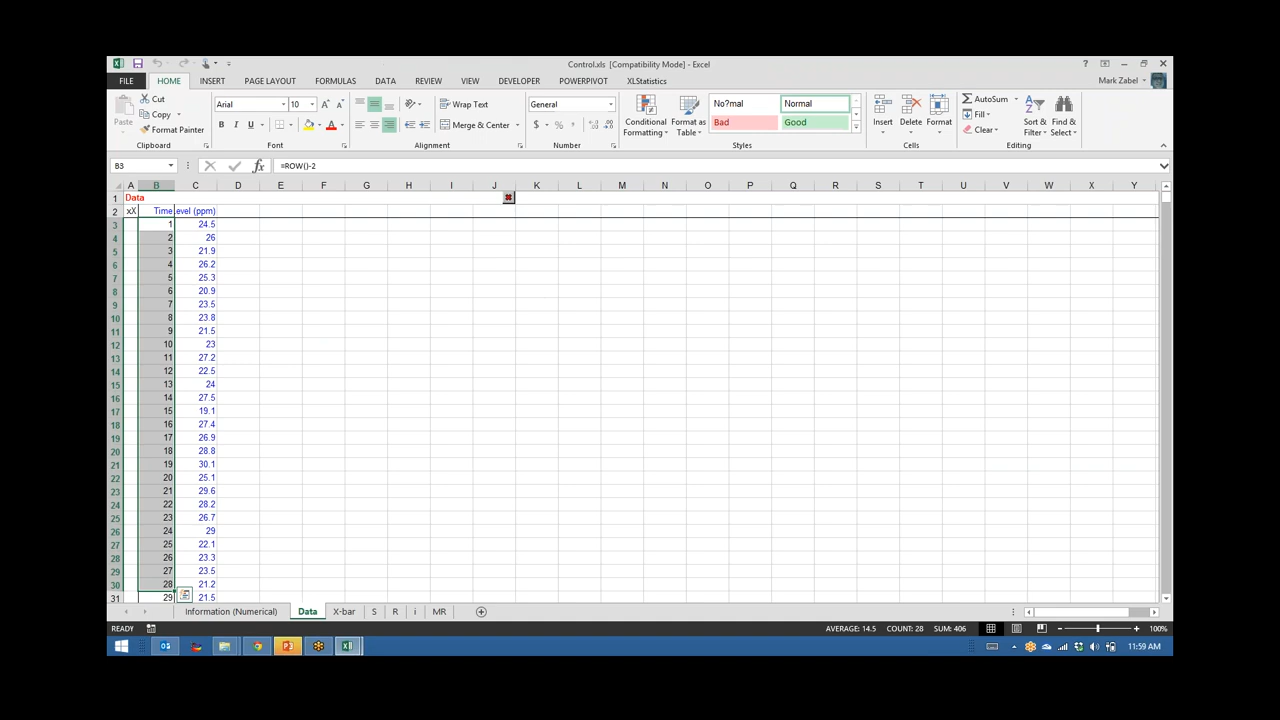 Control.xls [Compatibility Mode] - Excel
FILE HOME INSERT PAGE LAYOUT FORMULAS DATA REVIEW VIEW DEVELOPER POWERPIVOT XLStatistics Mark Zabel
Paste Cut Copy Format Painter Clipboard
Arial 10 B I U A A A Font
Wrap Text Merge & Center Alignment
General $ % , Number
Conditional Formatting Format as Table No?mal Normal Bad Good Styles
Insert Delete Format Cells
AutoSum Fill Clear Sort & Filter Find & Select Editing
B3 fx =ROW()-2
A B C D E F G H I J K L M N O P Q R S T U V W X Y
1 Data
2 xX Time evel (ppm)
3 1 24.5
4 2 26
5 3 21.9
6 4 26.2
7 5 25.3
8 6 20.9
9 7 23.5
10 8 23.8
11 9 21.5
12 10 23
13 11 27.2
14 12 22.5
15 13 24
16 14 27.5
17 15 19.1
18 16 27.4
19 17 26.9
20 18 28.8
21 19 30.1
22 20 25.1
23 21 29.6
24 22 28.2
25 23 26.7
26 24 29
27 25 22.1
28 26 23.3
29 27 23.5
30 28 21.2
31 29 21.5
Information (Numerical) Data X-bar S R i MR
READY AVERAGE: 14.5 COUNT: 28 SUM: 406 100%
11:59 AM